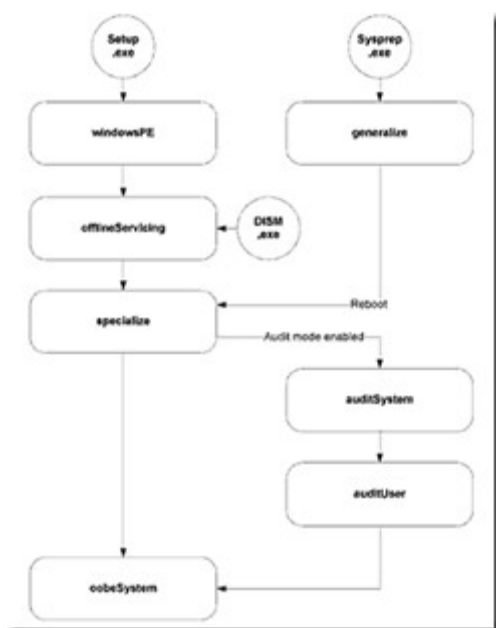 Setup
.exe
Sysprep
.exe
windowsPE
generalize
offlineServicing
DISM
.exe
specialize
Reboot
Audit mode enabled
auditSystem
auditUser
oobeSystem